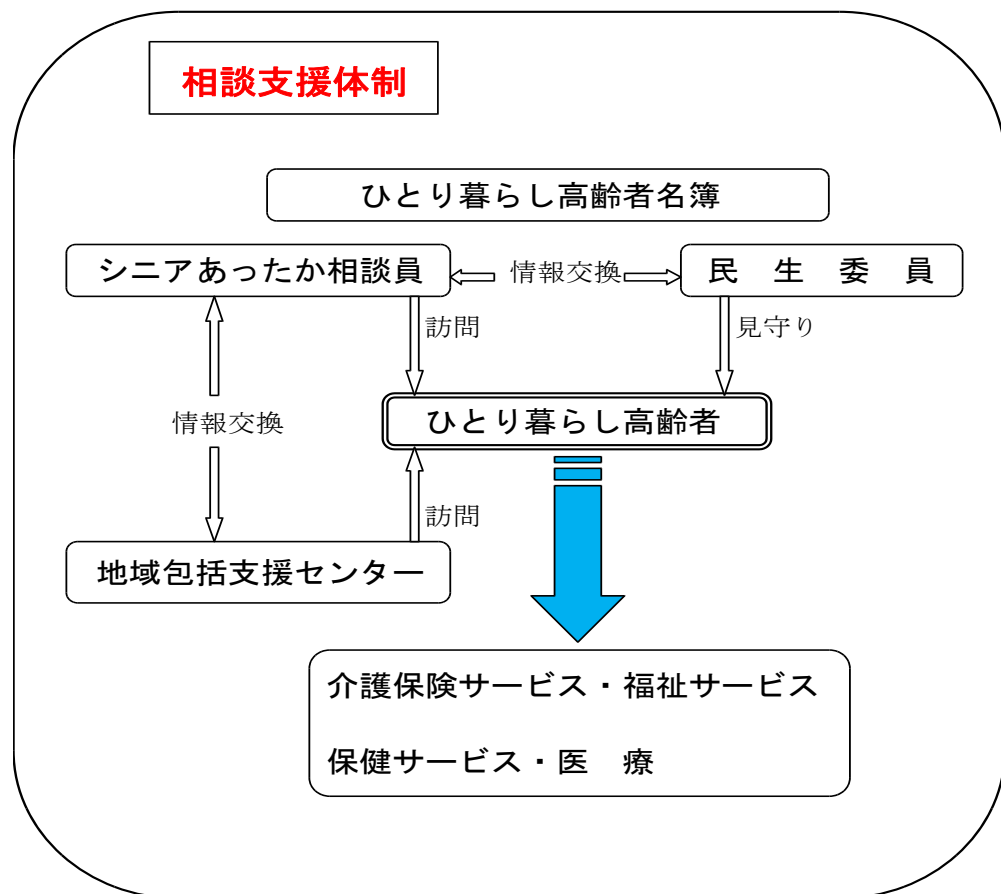 相談支援体制
ひとり暮らし高齢者名簿
シニアあったか相談員
情報交換
民　生　委　員
訪問
見守り
ひとり暮らし高齢者
情報交換
訪問
地域包括支援センター
介護保険サービス・福祉サービス
保健サービス・医　療